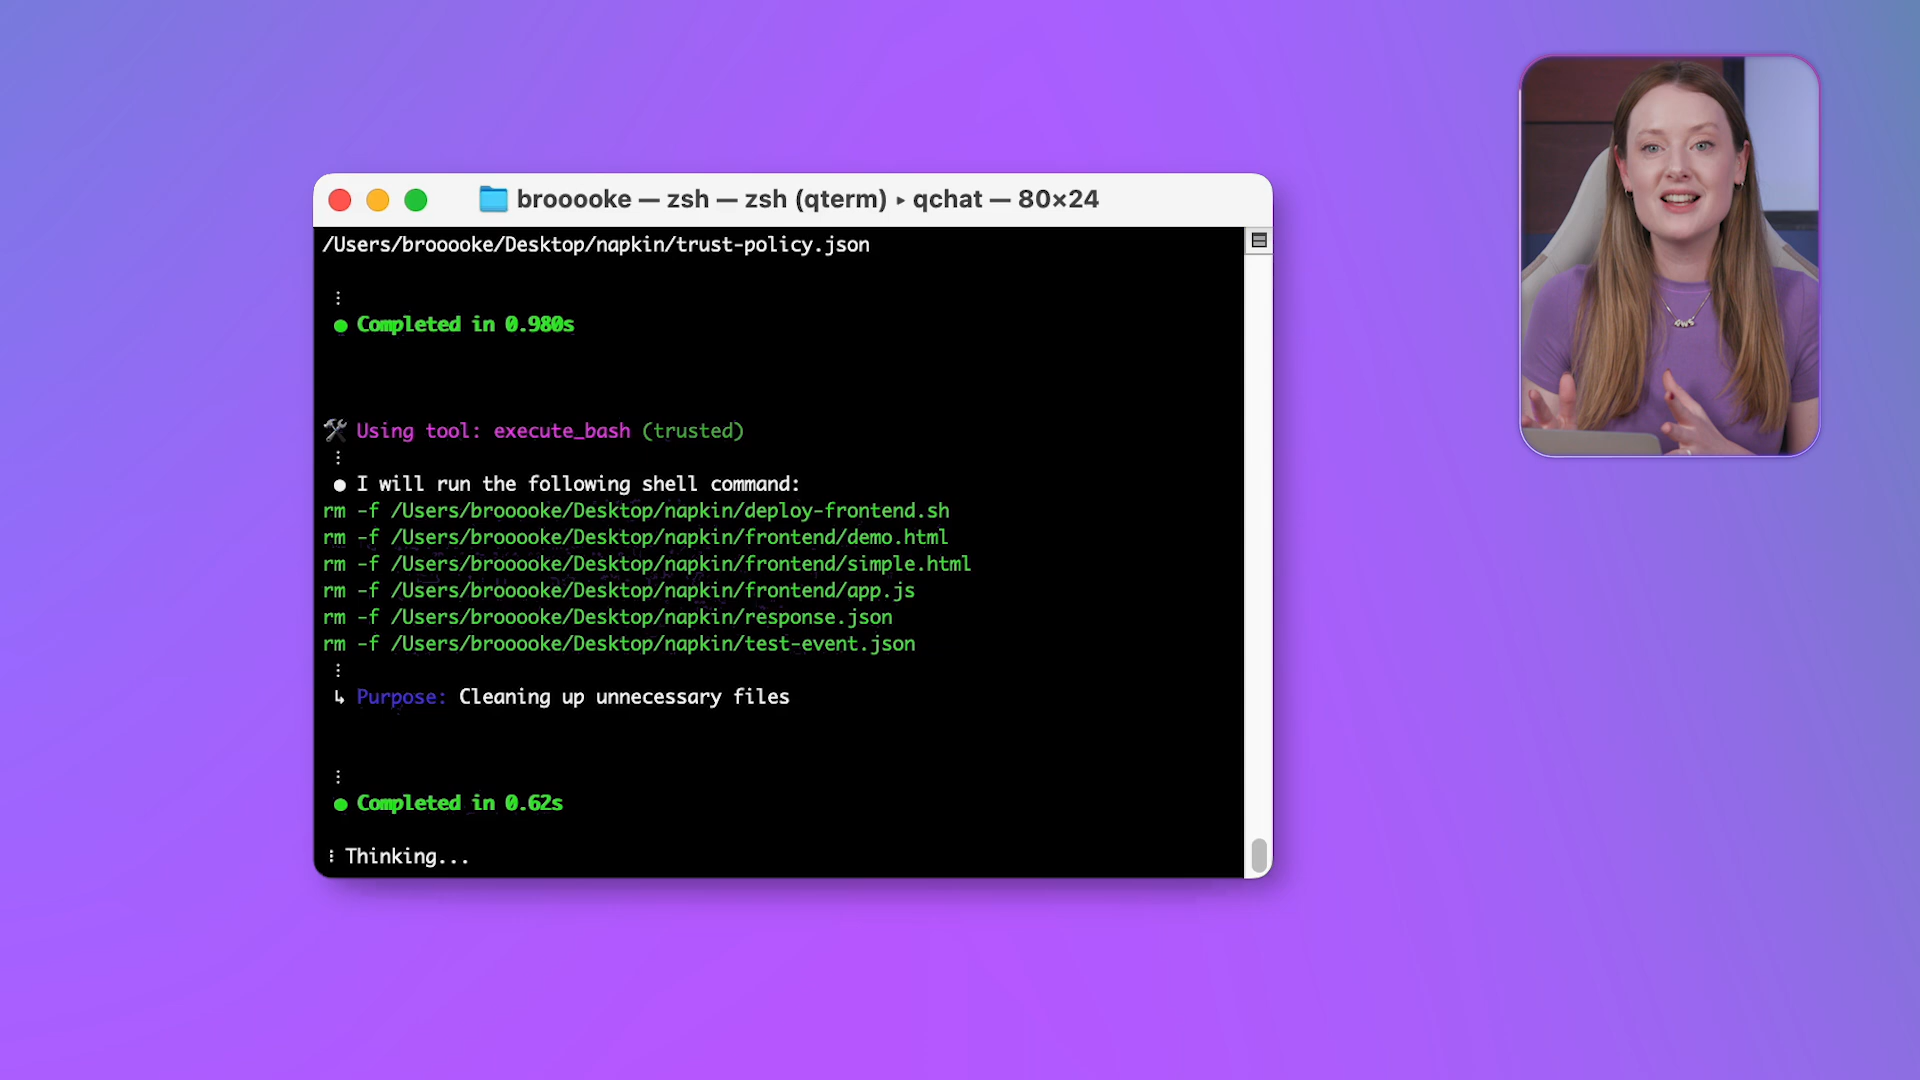 brooooke — zsh — zsh (qterm) ▸ qchat — 80×24
/Users/brooooke/Desktop/napkin/trust-policy.json
● Completed in 0.980s
🛠 Using tool: execute_bash (trusted)
● I will run the following shell command:
rm -f /Users/brooooke/Desktop/napkin/deploy-frontend.sh
rm -f /Users/brooooke/Desktop/napkin/frontend/demo.html
rm -f /Users/brooooke/Desktop/napkin/frontend/simple.html
rm -f /Users/brooooke/Desktop/napkin/frontend/app.js
rm -f /Users/brooooke/Desktop/napkin/response.json
rm -f /Users/brooooke/Desktop/napkin/test-event.json
↳ Purpose: Cleaning up unnecessary files
● Completed in 0.62s
⋮ Thinking...